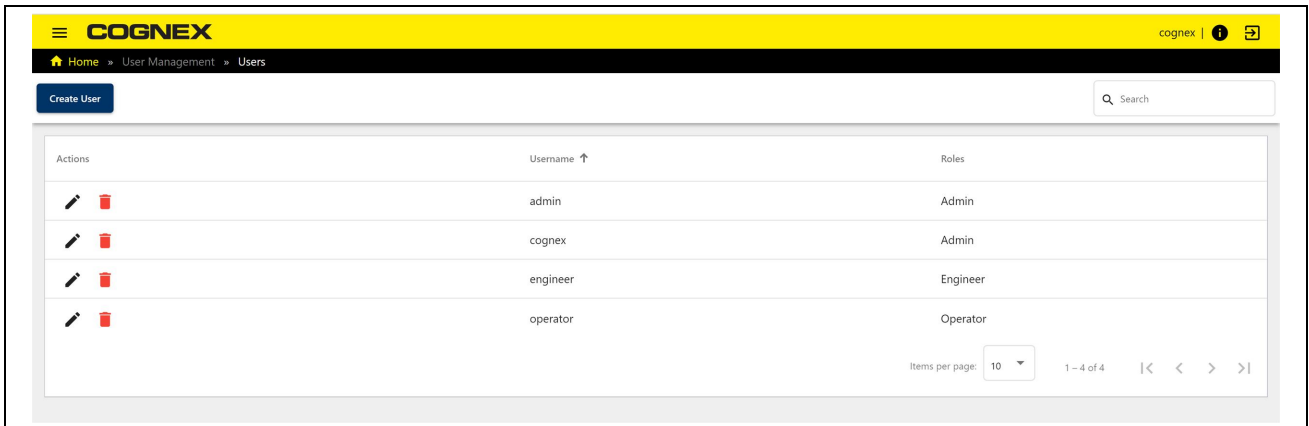 COGNEX
cognex |
Home » User Management » Users
Create User
Search
Actions Username Roles
admin Admin
cognex Admin
engineer Engineer
operator Operator
Items per page: 10 1 – 4 of 4